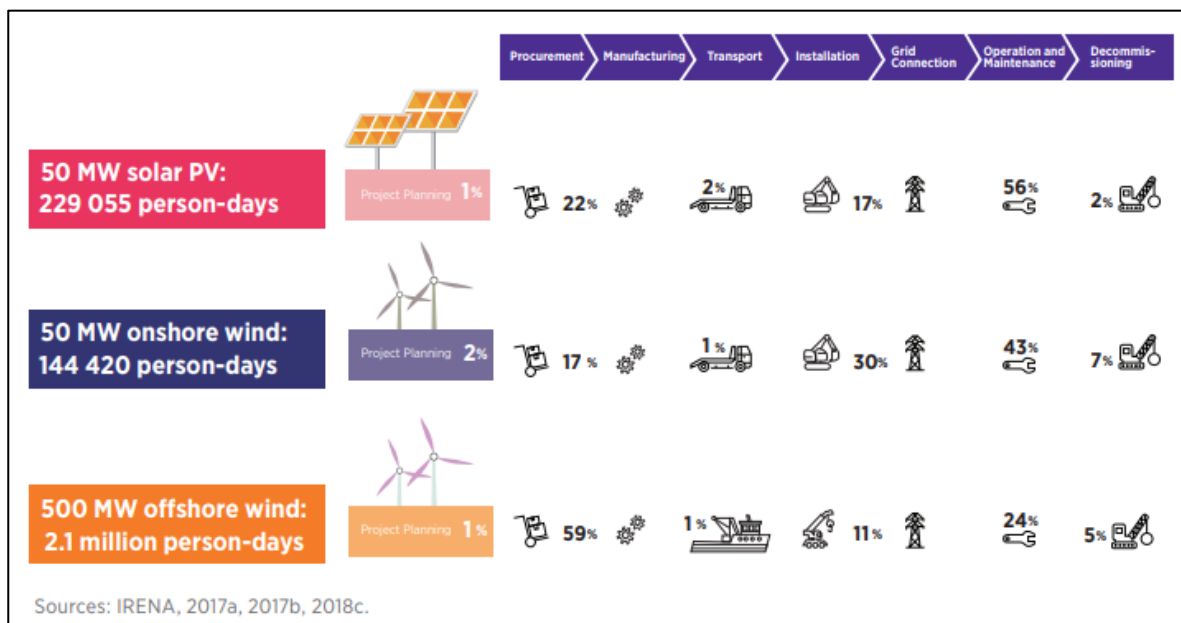 Procurement
Manufacturing
Transport
Installation
Grid
Connection
Operation and
Maintenance
Decommis-
sioning
50 MW solar PV:
229 055 person-days
Project Planning 1%
22%
2%
17%
56%
2%
50 MW onshore wind:
144 420 person-days
Project Planning 2%
17 %
1 %
30%
43%
7%
500 MW offshore wind:
2.1 million person-days
Project Planning 1%
59%
1 %
11%
24%
5%
Sources: IRENA, 2017a, 2017b, 2018c.